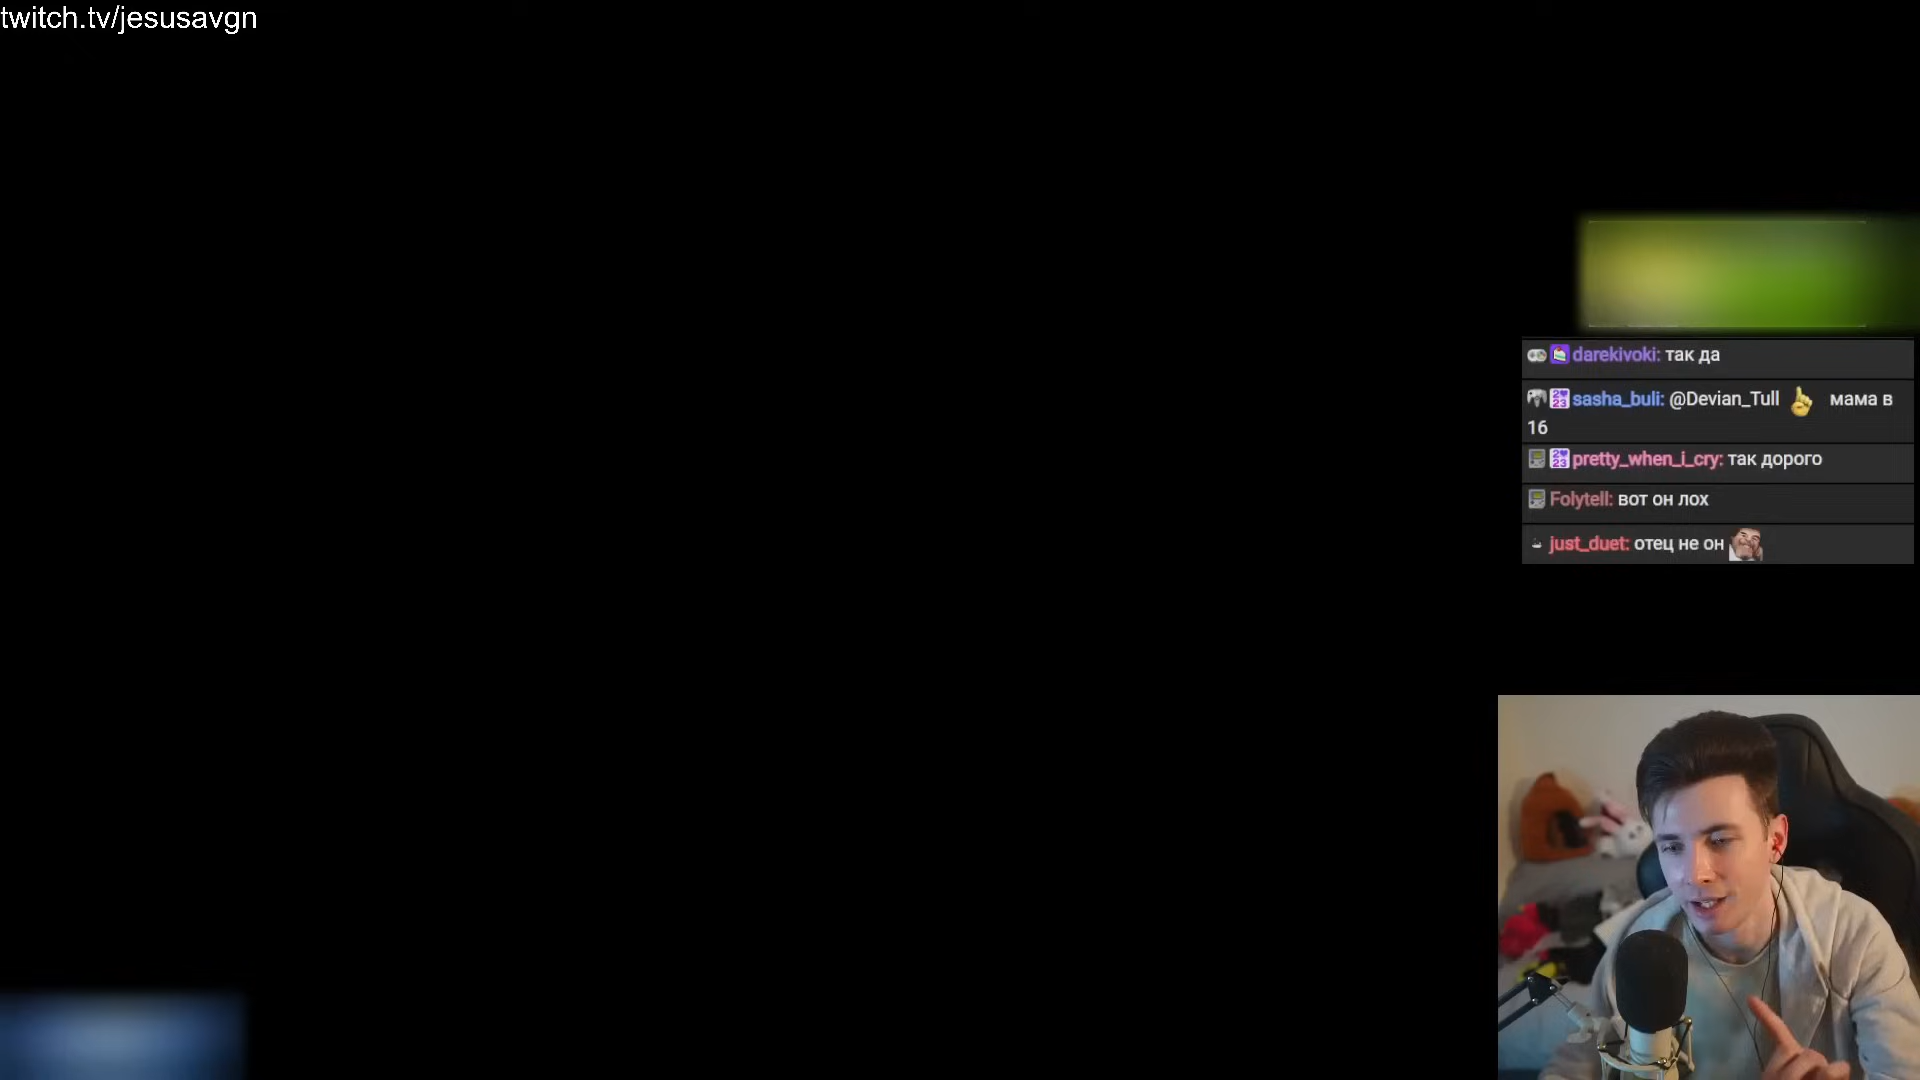 twitch.tv/jesusavgn
darekivoki: так да
sasha_buli: @Devian_Tull мама в
16
pretty_when_i_cry: так дорого
Folytell: вот он лох
just_duet: отец не он